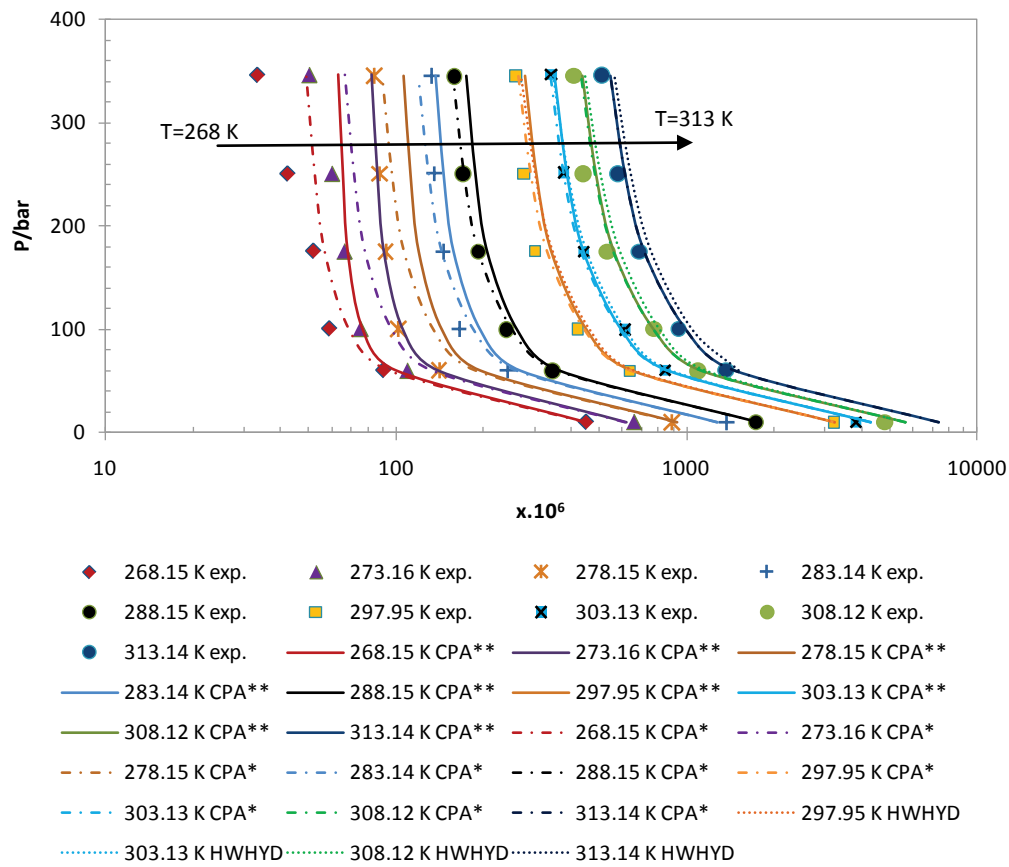 400
300
200
100
0
P/bar
T=268 K
T=313 K
10
100
1000
10000
x.10⁶
268.15 K exp.
273.16 K exp.
278.15 K exp.
283.14 K exp.
288.15 K exp.
297.95 K exp.
303.13 K exp.
308.12 K exp.
313.14 K exp.
268.15 K CPA**
273.16 K CPA**
278.15 K CPA**
283.14 K CPA**
288.15 K CPA**
297.95 K CPA**
303.13 K CPA**
308.12 K CPA**
313.14 K CPA**
268.15 K CPA*
273.16 K CPA*
278.15 K CPA*
283.14 K CPA*
288.15 K CPA*
297.95 K CPA*
303.13 K CPA*
308.12 K CPA*
313.14 K CPA*
297.95 K HWHYD
303.13 K HWHYD
308.12 K HWHYD
313.14 K HWHYD